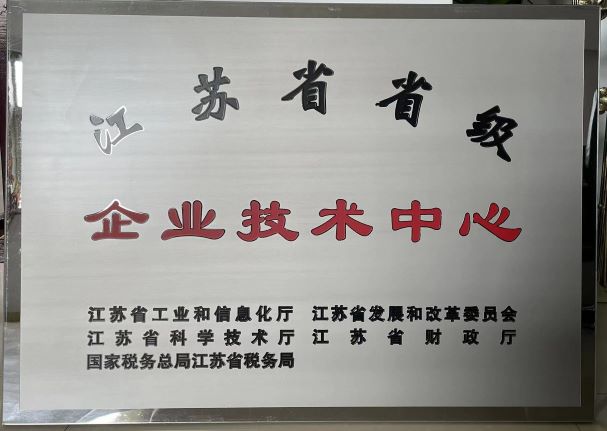 江苏省省级
企业技术中心
江苏省工业和信息化厅 江苏省发展和改革委员会
江苏省科学技术厅 江苏省财政厅
国家税务总局江苏省税务局